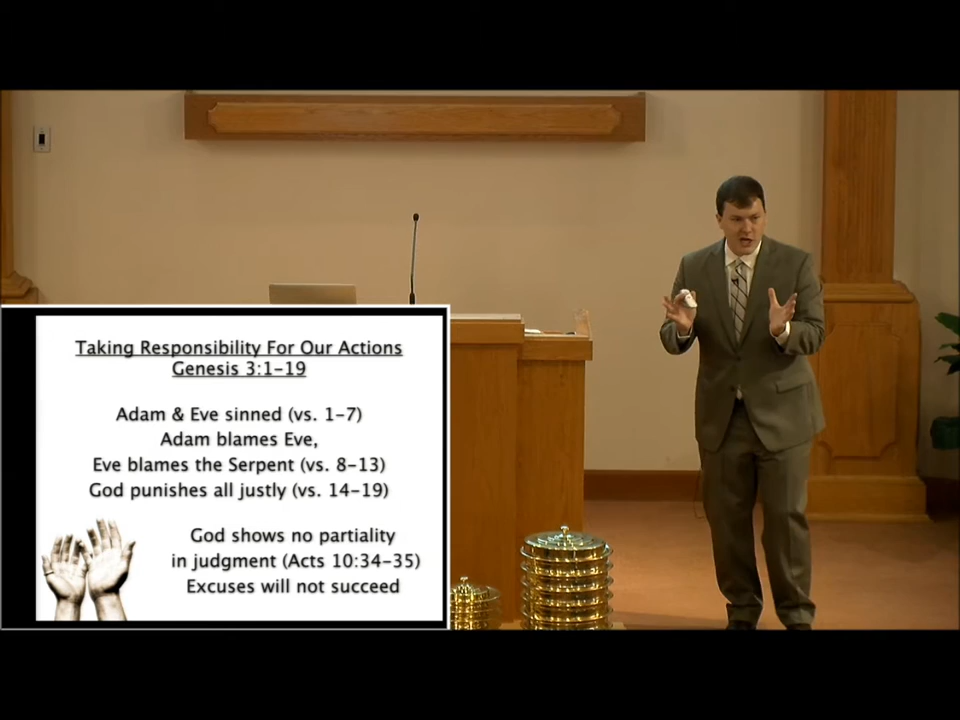 Taking Responsibility For Our Actions
Genesis 3:1-19
Adam & Eve sinned (vs. 1-7)
Adam blames Eve,
Eve blames the Serpent (vs. 8-13)
God punishes all justly (vs. 14-19)
God shows no partiality
in judgment (Acts 10:34-35)
Excuses will not succeed